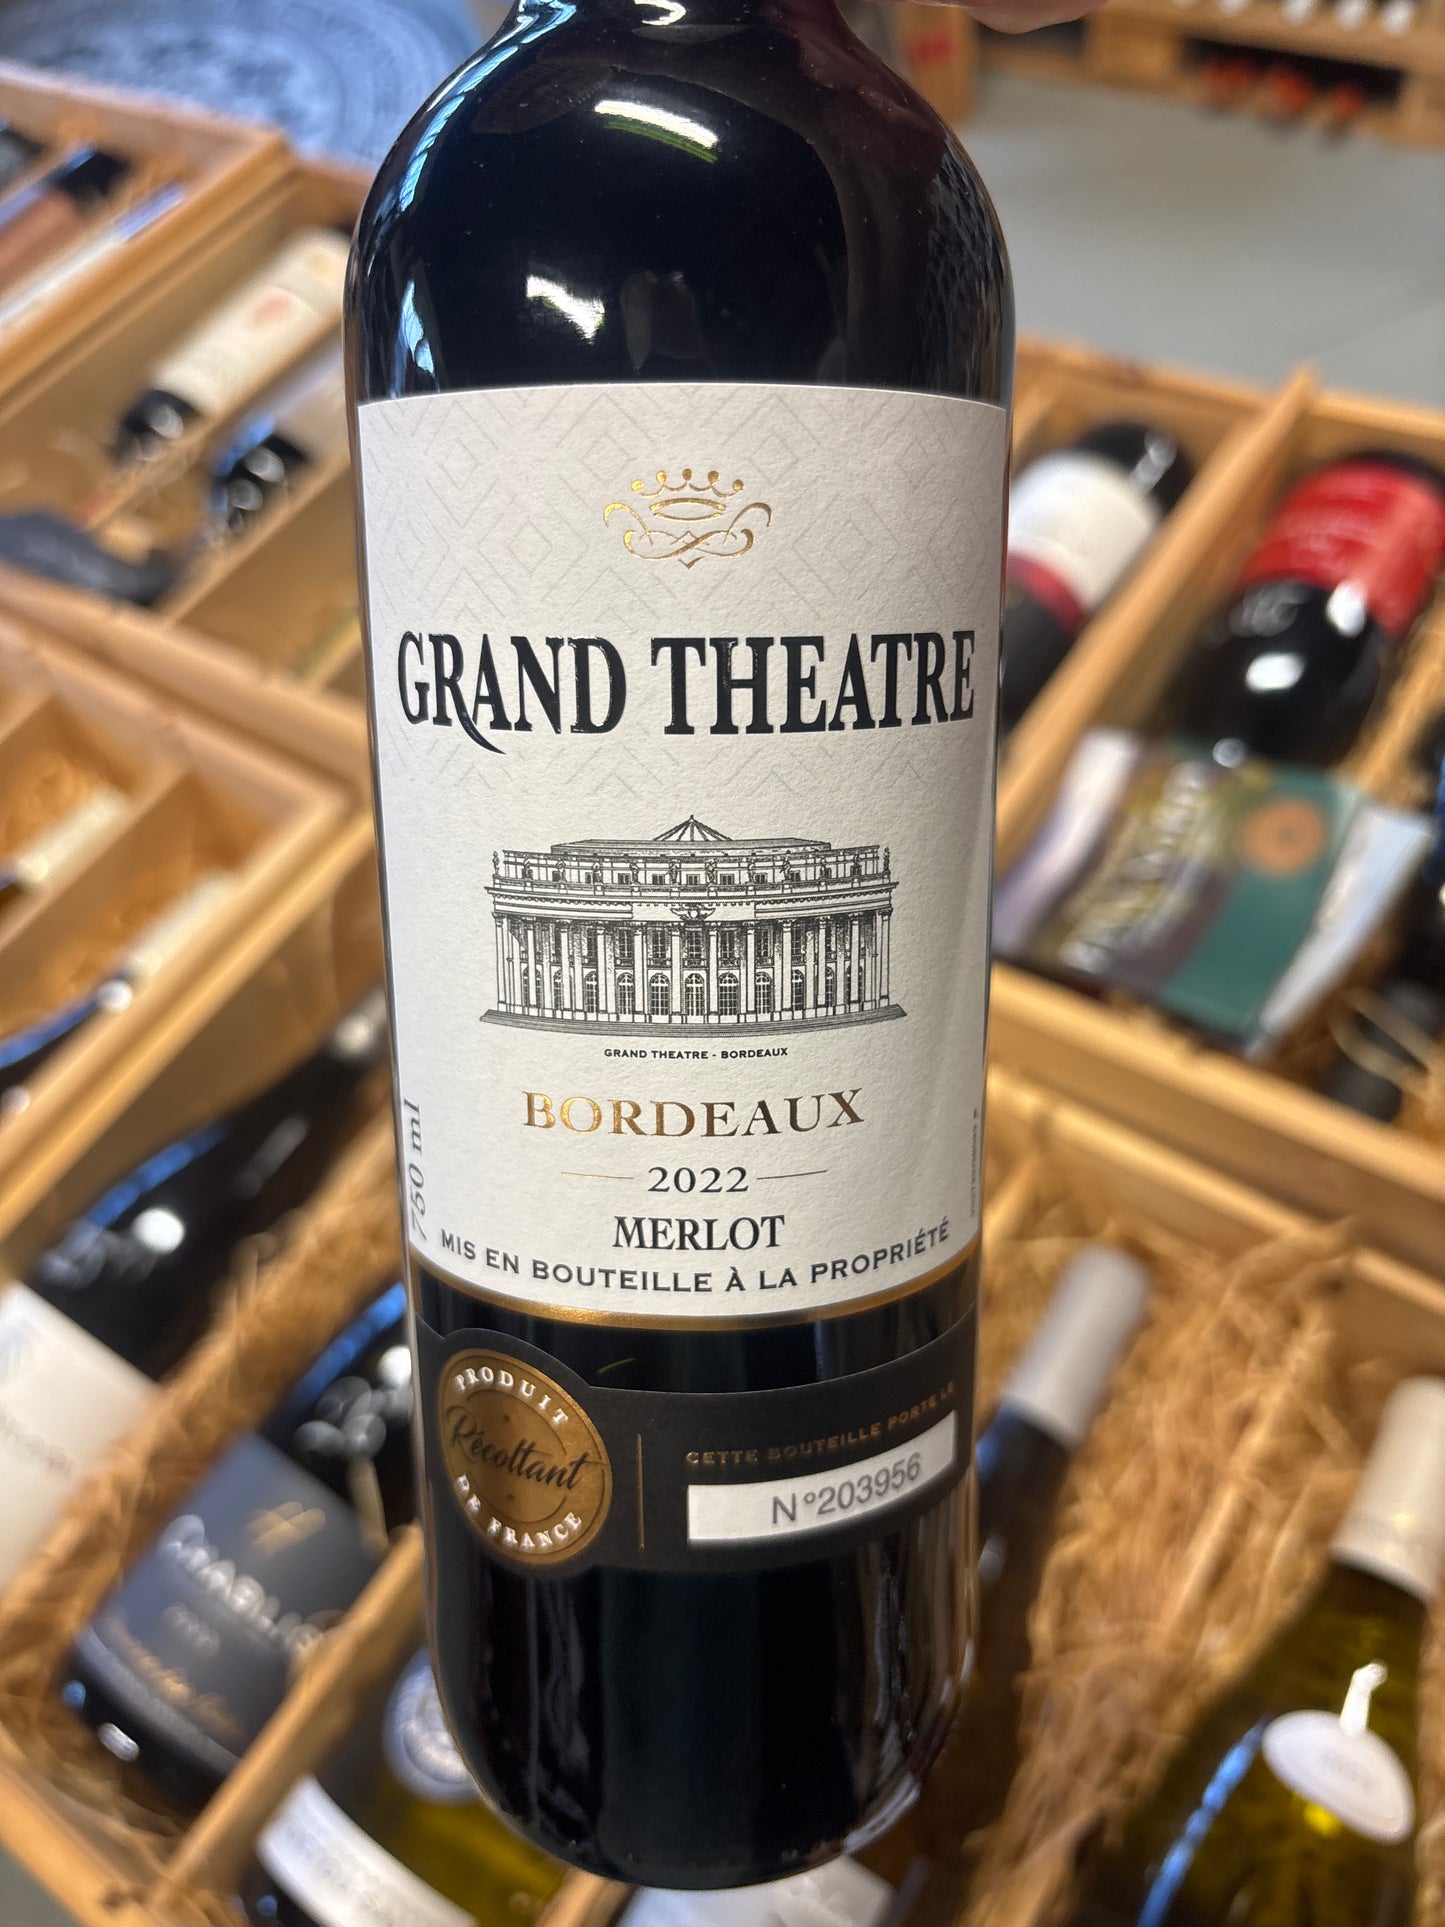 GRAND THEATRE
GRAND THEATRE - BORDEAUX
BORDEAUX
2022
MERLOT
MIS EN BOUTEILLE À LA PROPRIÉTÉ
750 ml
PRODUIT
Récoltant
DE FRANCE
CETTE BOUTEILLE PORTE LE
N°203956
CHABLIS